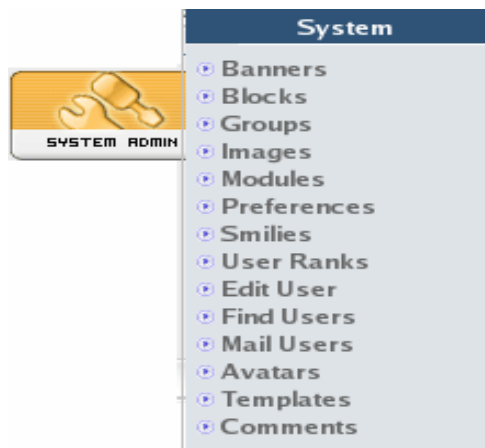 System
Banners
Blocks
Groups
SYSTEM ADMIN
Images
Modules
Preferences
Smilies
User Ranks
Edit User
Find Users
Mail Users
Avatars
Templates
Comments